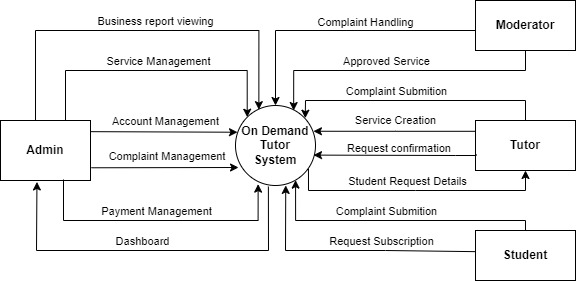 Business report viewing
Complaint Handling
Moderator
Service Management
Approved Service
Complaint Submition
Account Management
Service Creation
On Demand
Tutor
System
Admin
Tutor
Request confirmation
Complaint Management
Student Request Details
Payment Management
Complaint Submition
Dashboard
Request Subscription
Student